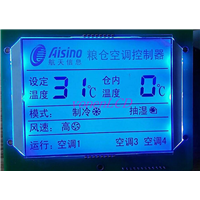 Aisino 粮仓空调控制器
航天信息
设定 31℃ 仓内 0℃
温度 温度
模式: 制冷 抽湿
风速: 高
运行: 空调1 空调3 空调4